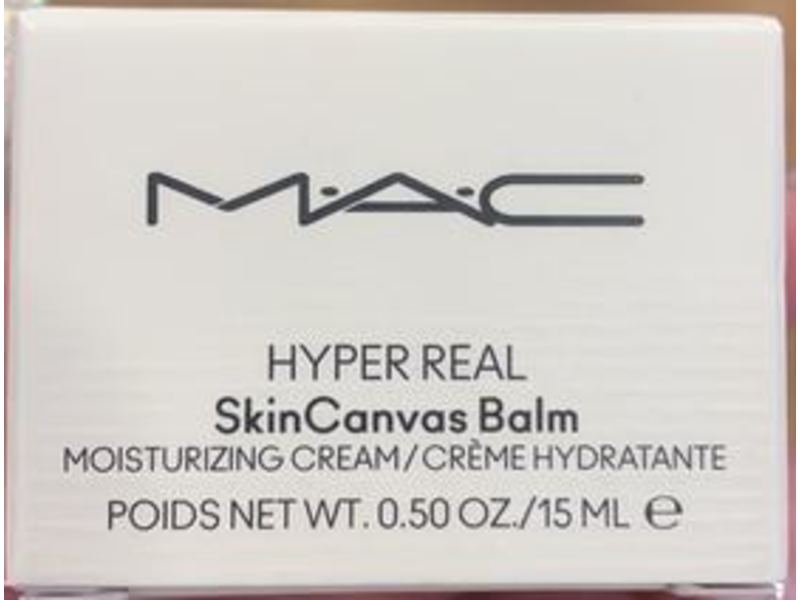 M·A·C
HYPER REAL
SkinCanvas Balm
MOISTURIZING CREAM/CRÈME HYDRATANTE
POIDS NET WT. 0.50 OZ./15 ML ℮